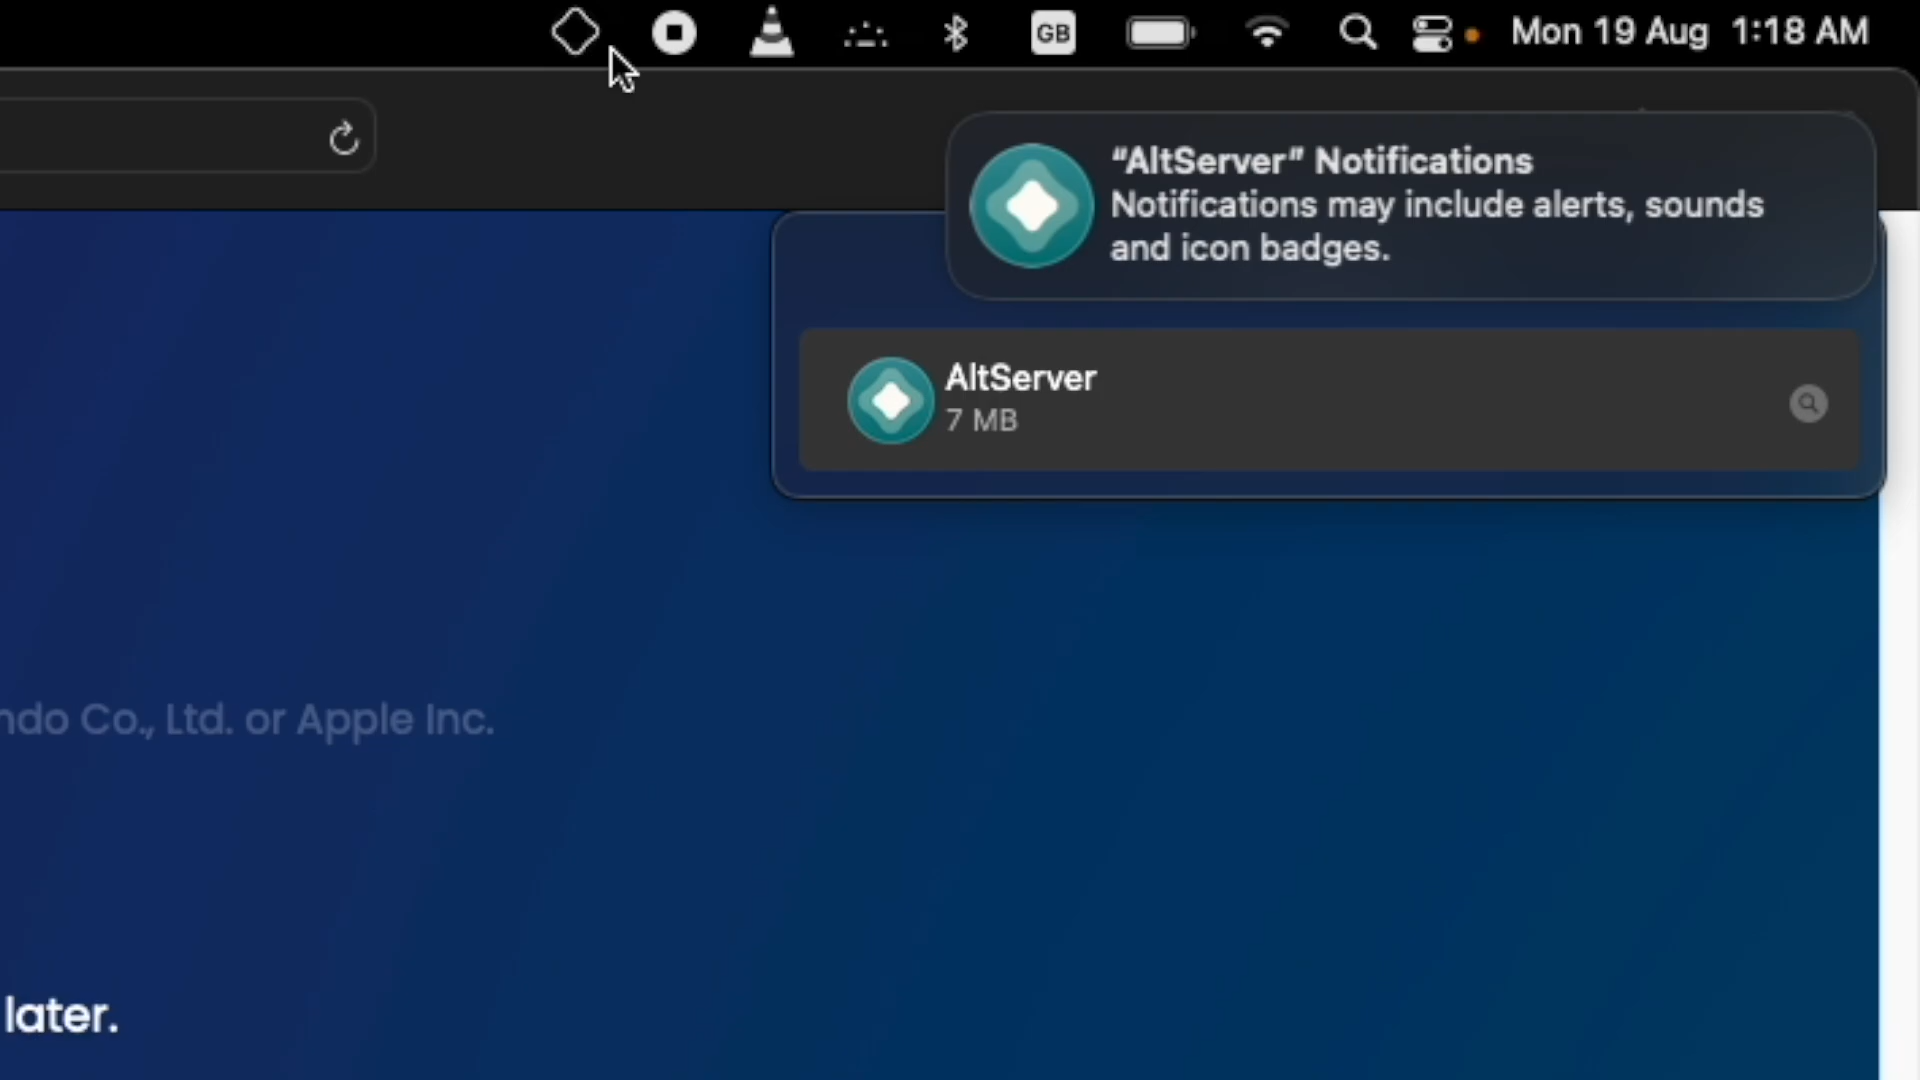 GB
Mon 19 Aug 1:18 AM
"AltServer" Notifications
Notifications may include alerts, sounds
and icon badges.
AltServer
7 MB
ndo Co., Ltd. or Apple Inc.
later.